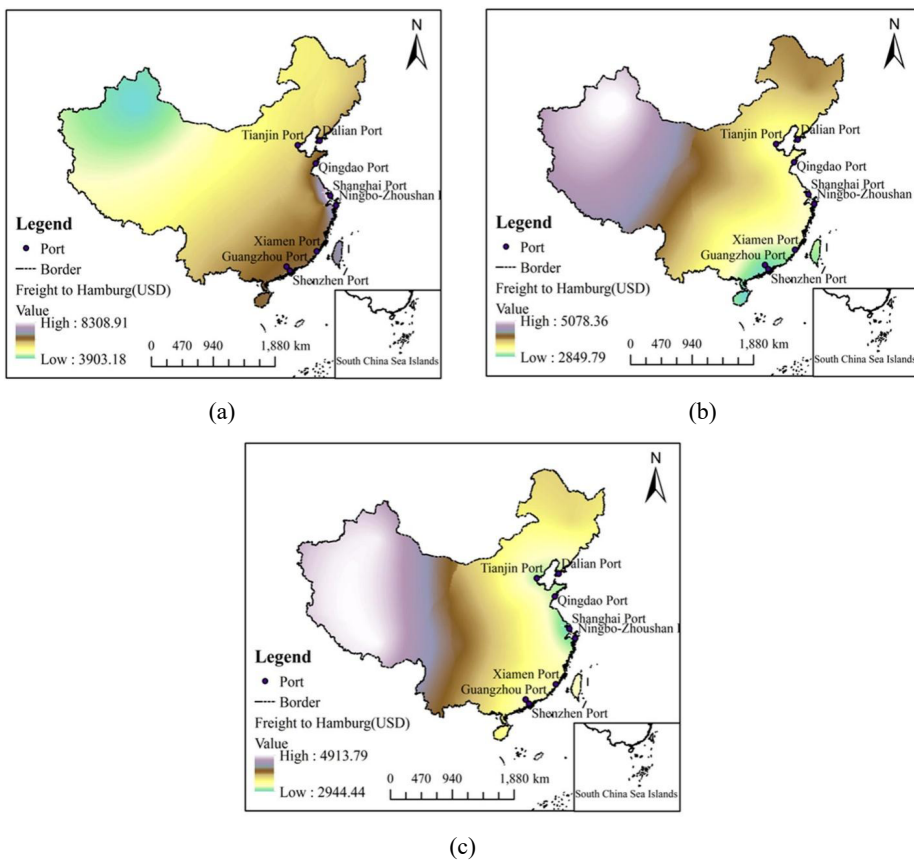 N
Tianjin Port
Dalian Port
Qingdao Port
Shanghai Port
Ningbo-Zhoushan
Xiamen Port
Guangzhou Port
Shenzhen Port
Legend
Port
Border
Freight to Hamburg(USD)
Value
High : 8308.91
Low : 3903.18
0 470 940 1,880 km
South China Sea Islands
(a)
N
Tianjin Port
Dalian Port
Qingdao Port
Shanghai Port
Ningbo-Zhoushan
Xiamen Port
Guangzhou Port
Shenzhen Port
Legend
Port
Border
Freight to Hamburg(USD)
Value
High : 5078.36
Low : 2849.79
0 470 940 1,880 km
South China Sea Islands
(b)
N
Tianjin Port
Dalian Port
Qingdao Port
Shanghai Port
Ningbo-Zhoushan
Xiamen Port
Guangzhou Port
Shenzhen Port
Legend
Port
Border
Freight to Hamburg(USD)
Value
High : 4913.79
Low : 2944.44
0 470 940 1,880 km
South China Sea Islands
(c)